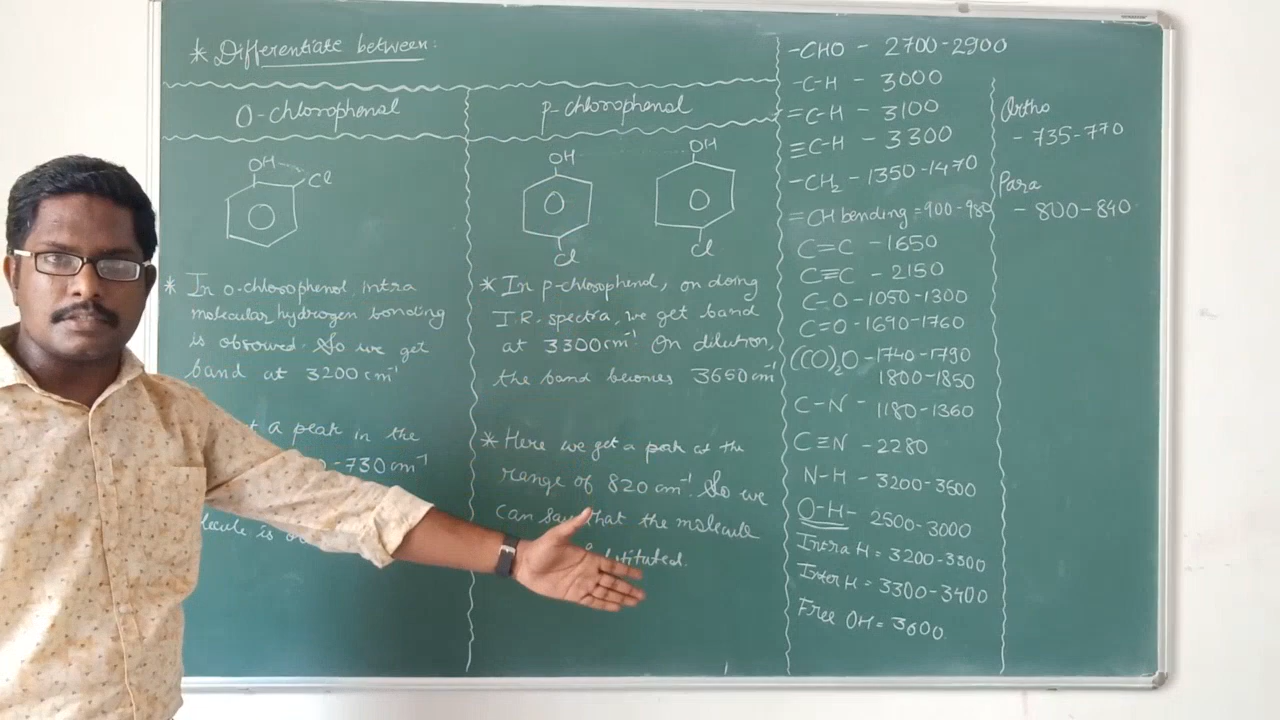 * Differentiate between:
O-chlorophenol
OH
Cl
* In o-chlorophenol, intra
molecular hydrogen bonding
is observed. So we get
band at 3200 cm⁻¹
a peak in the
-730 cm⁻¹
p-chlorophenol
OH
OH
Cl
Cl
* In p-chlorophenol, on doing
I.R. spectra, we get band
at 3300 cm⁻¹. On dilution,
the band becomes 3650 cm⁻¹
* Here we get a peak at the
range of 820 cm⁻¹. So we
can say that the molecule
-CHO - 2700-2900
-C-H - 3000
=C-H - 3100
≡C-H - 3300
-CH₂ - 1350-1470
=CH bending = 900-980
C=C - 1650
C≡C - 2150
C-O - 1050-1300
C=O - 1690-1760
(CO)₂O - 1740-1790
1800-1850
C-N - 1180-1360
C≡N - 2280
N-H - 3200-3500
O-H - 2500-3000
Intra H = 3200-3300
Inter H = 3300-3400
Free OH = 3600
Ortho
- 735-770
Para
- 800-840